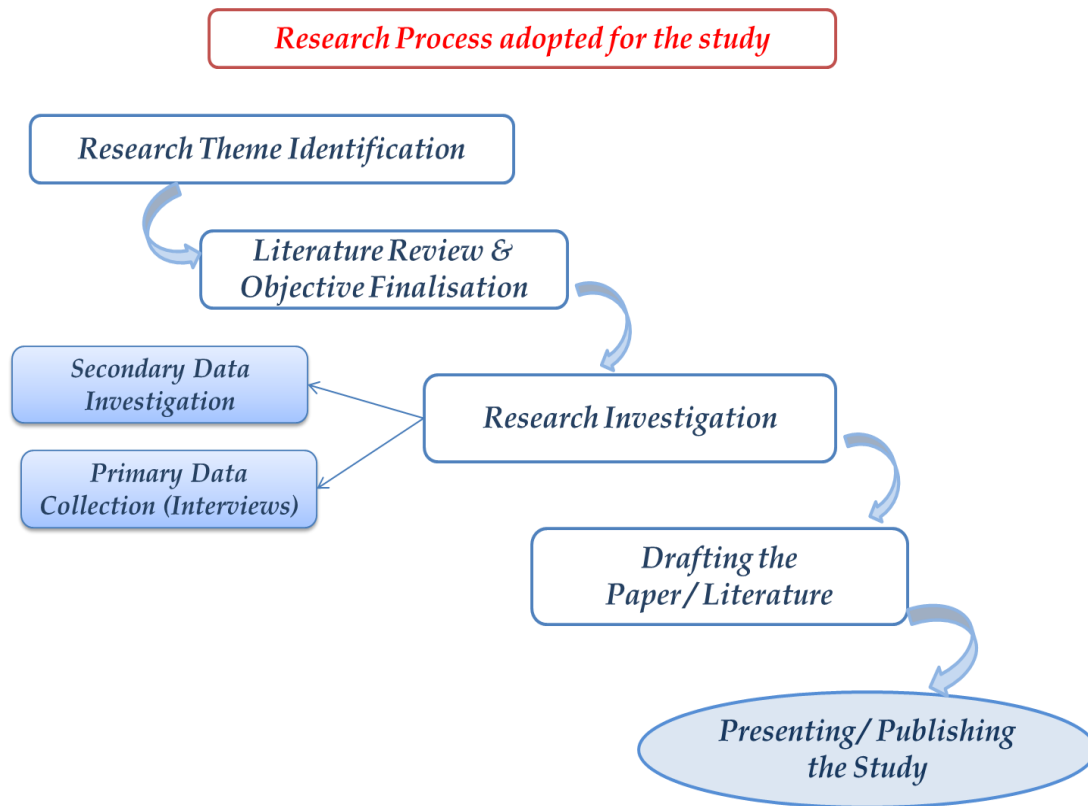 Research Process adopted for the study
Research Theme Identification
Literature Review &
Objective Finalisation
Secondary Data
Investigation
Research Investigation
Primary Data
Collection (Interviews)
Drafting the
Paper / Literature
Presenting / Publishing
the Study